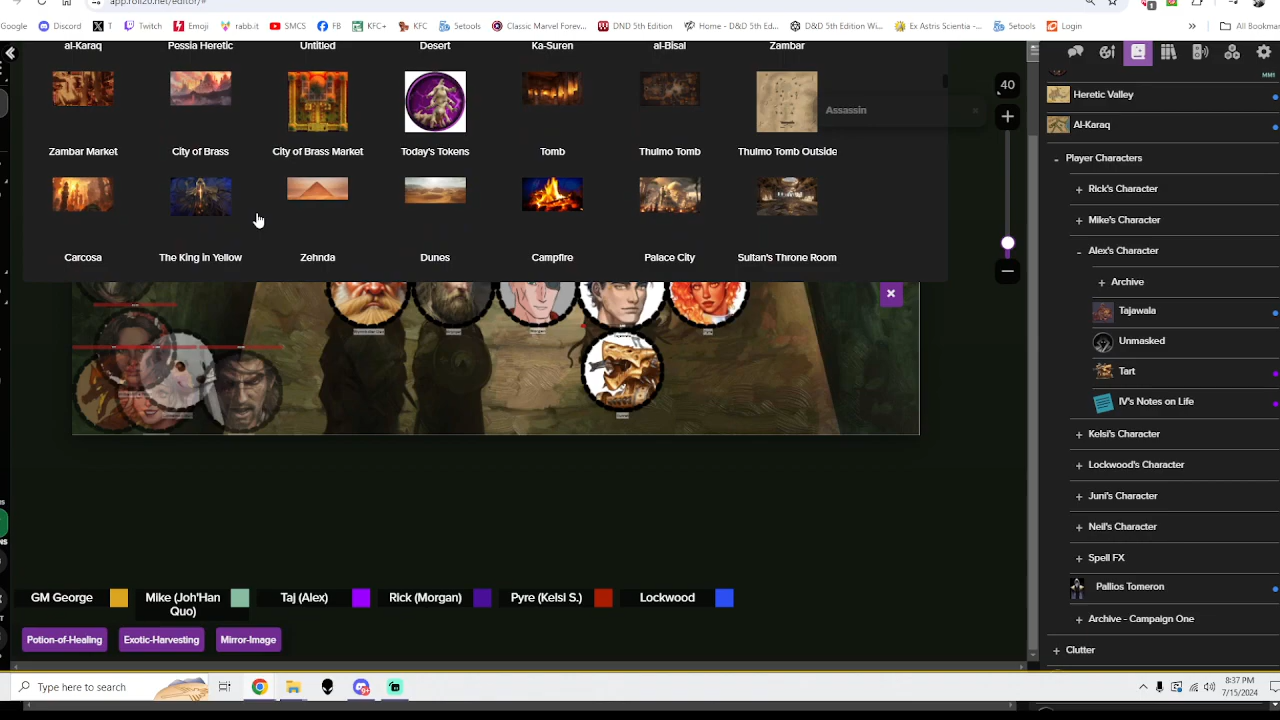 app.roll20.net/editor/#
Google
Discord
T
Twitch
Emoji
rabb.it
SMCS
FB
KFC+
KFC
5etools
Classic Marvel Forev...
DND 5th Edition
Home - D&D 5th Ed...
D&D 5th Edition Wi...
Ex Astris Scientia -...
5etools
Login
»
All Bookmar
al-Karaq
Pessia Heretic
Untitled
Desert
Ka-Suren
al-Bisal
Zambar
Zambar Market
City of Brass
City of Brass Market
Today's Tokens
Tomb
Thulmo Tomb
Thulmo Tomb Outside
Carcosa
The King in Yellow
Zehnda
Dunes
Campfire
Palace City
Sultan's Throne Room
Assassin
40
Heretic Valley
Al-Karaq
Player Characters
Rick's Character
Mike's Character
Alex's Character
Archive
Tajawala
Unmasked
Tart
IV's Notes on Life
Kelsi's Character
Lockwood's Character
Juni's Character
Neil's Character
Spell FX
Pallios Tomeron
Archive - Campaign One
Clutter
GM George
Mike (Joh'Han
Quo)
Taj (Alex)
Rick (Morgan)
Pyre (Kelsi S.)
Lockwood
Potion-of-Healing
Exotic-Harvesting
Mirror-Image
Type here to search
8:37 PM
7/15/2024